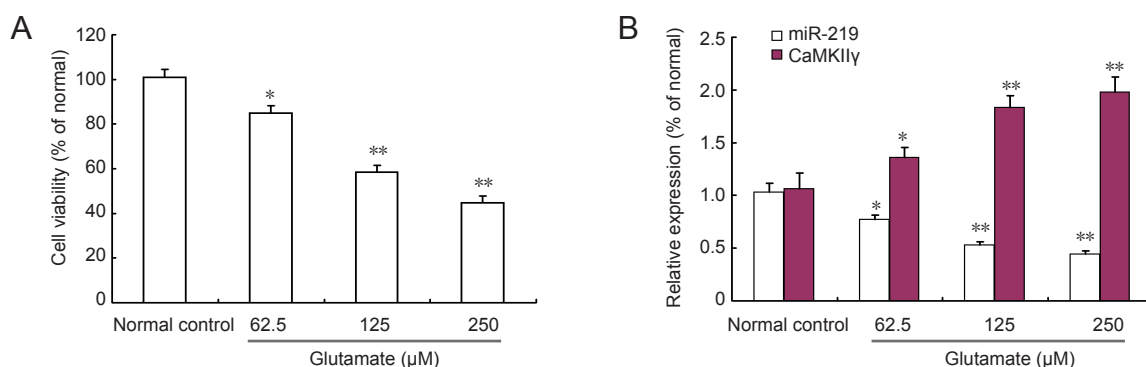 A
Cell viability (% of normal)
120
100
80
60
40
20
0
*
**
**
Normal control 62.5 125 250
Glutamate (µM)
B
miR-219
CaMKIIγ
Relative expression (% of normal)
2.5
2.0
1.5
1.0
0.5
0
*
*
**
**
**
**
Normal control 62.5 125 250
Glutamate (µM)